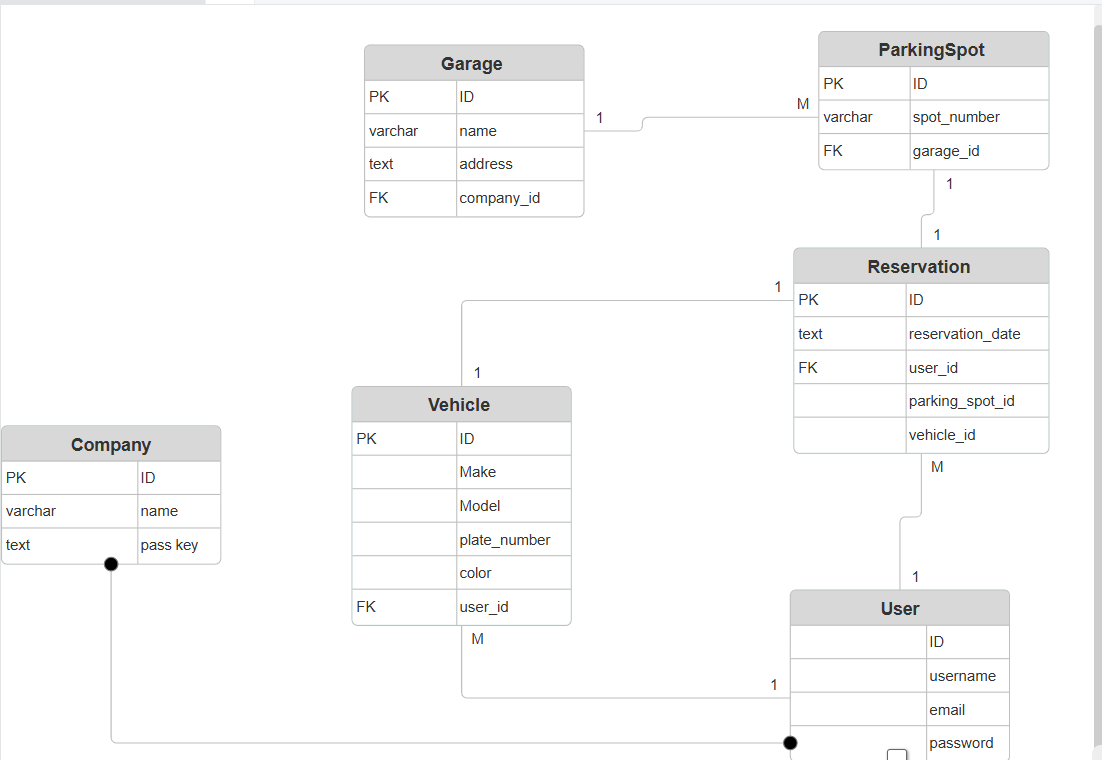 Garage
PK ID
varchar name
text address
FK company_id
1
M
ParkingSpot
PK ID
varchar spot_number
FK garage_id
1
1
Reservation
PK ID
text reservation_date
FK user_id
parking_spot_id
vehicle_id
1
1
M
Vehicle
PK ID
Make
Model
plate_number
color
FK user_id
M
Company
PK ID
varchar name
text pass key
1
1
User
ID
username
email
password